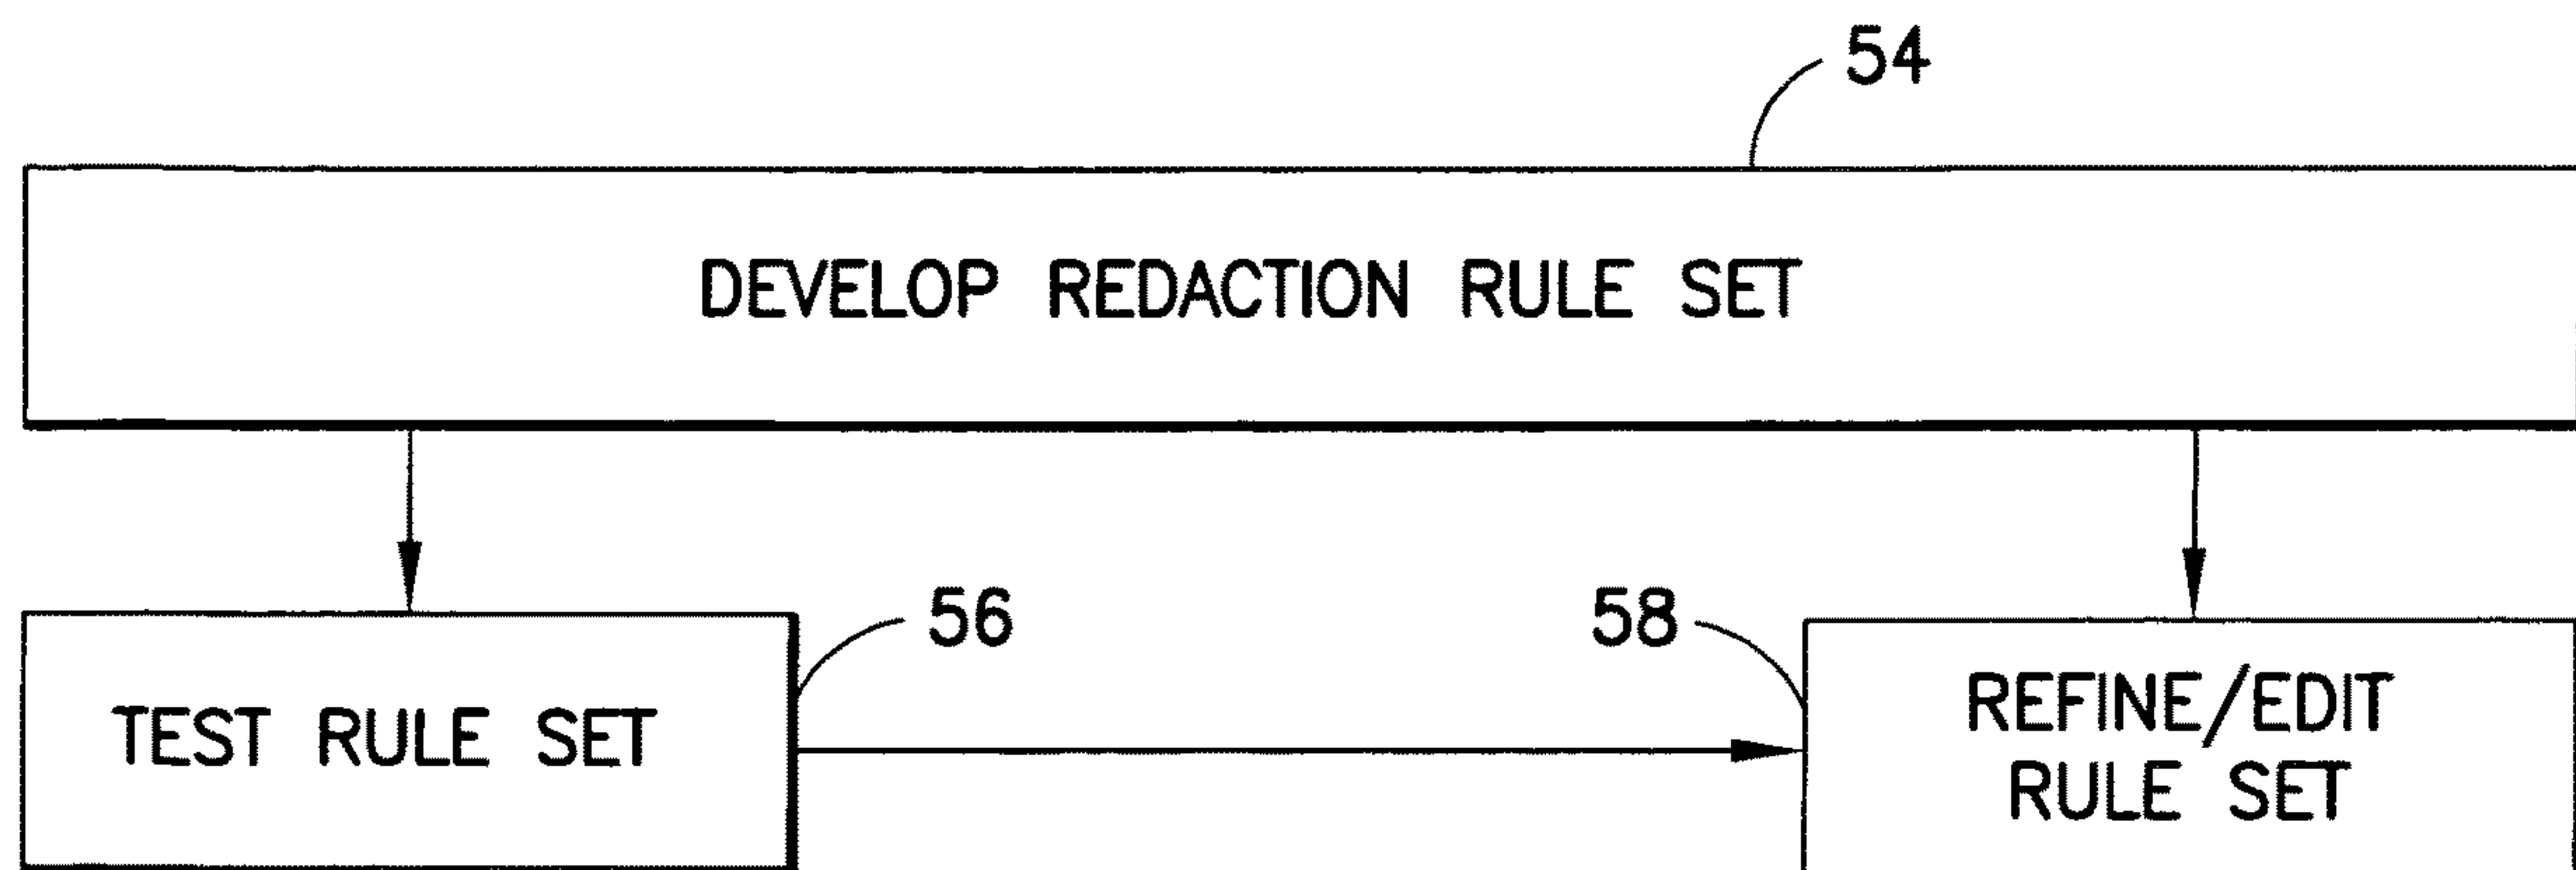 54
DEVELOP REDACTION RULE SET
56
58
TEST RULE SET
REFINE/EDIT
RULE SET